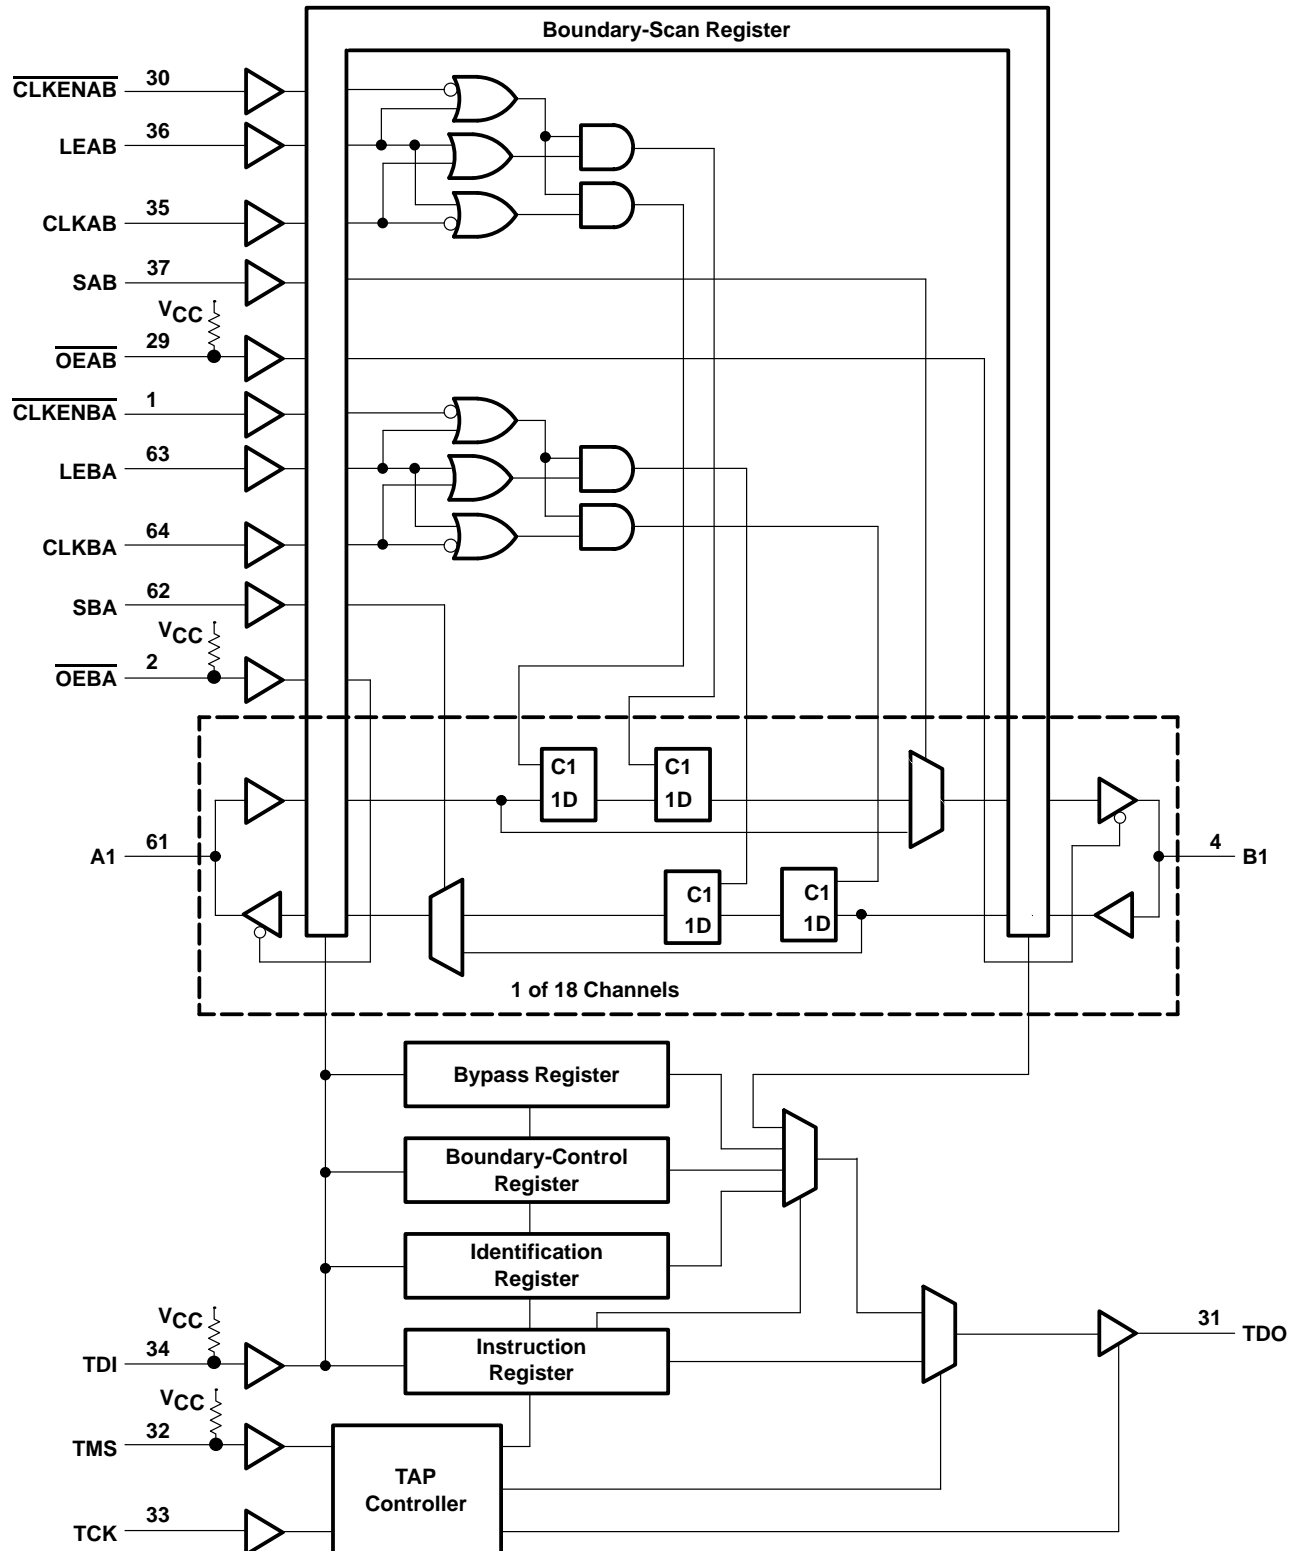 Boundary-Scan Register
CLKENAB 30
LEAB 36
CLKAB 35
SAB 37
VCC
OEAB 29
CLKENBA 1
LEBA 63
CLKBA 64
SBA 62
VCC
OEBA 2
C1
1D
C1
1D
A1 61
4 B1
C1
1D
C1
1D
1 of 18 Channels
Bypass Register
Boundary-Control
Register
Identification
Register
VCC
TDI 34
Instruction
Register
31 TDO
VCC
TMS 32
TAP
Controller
TCK 33